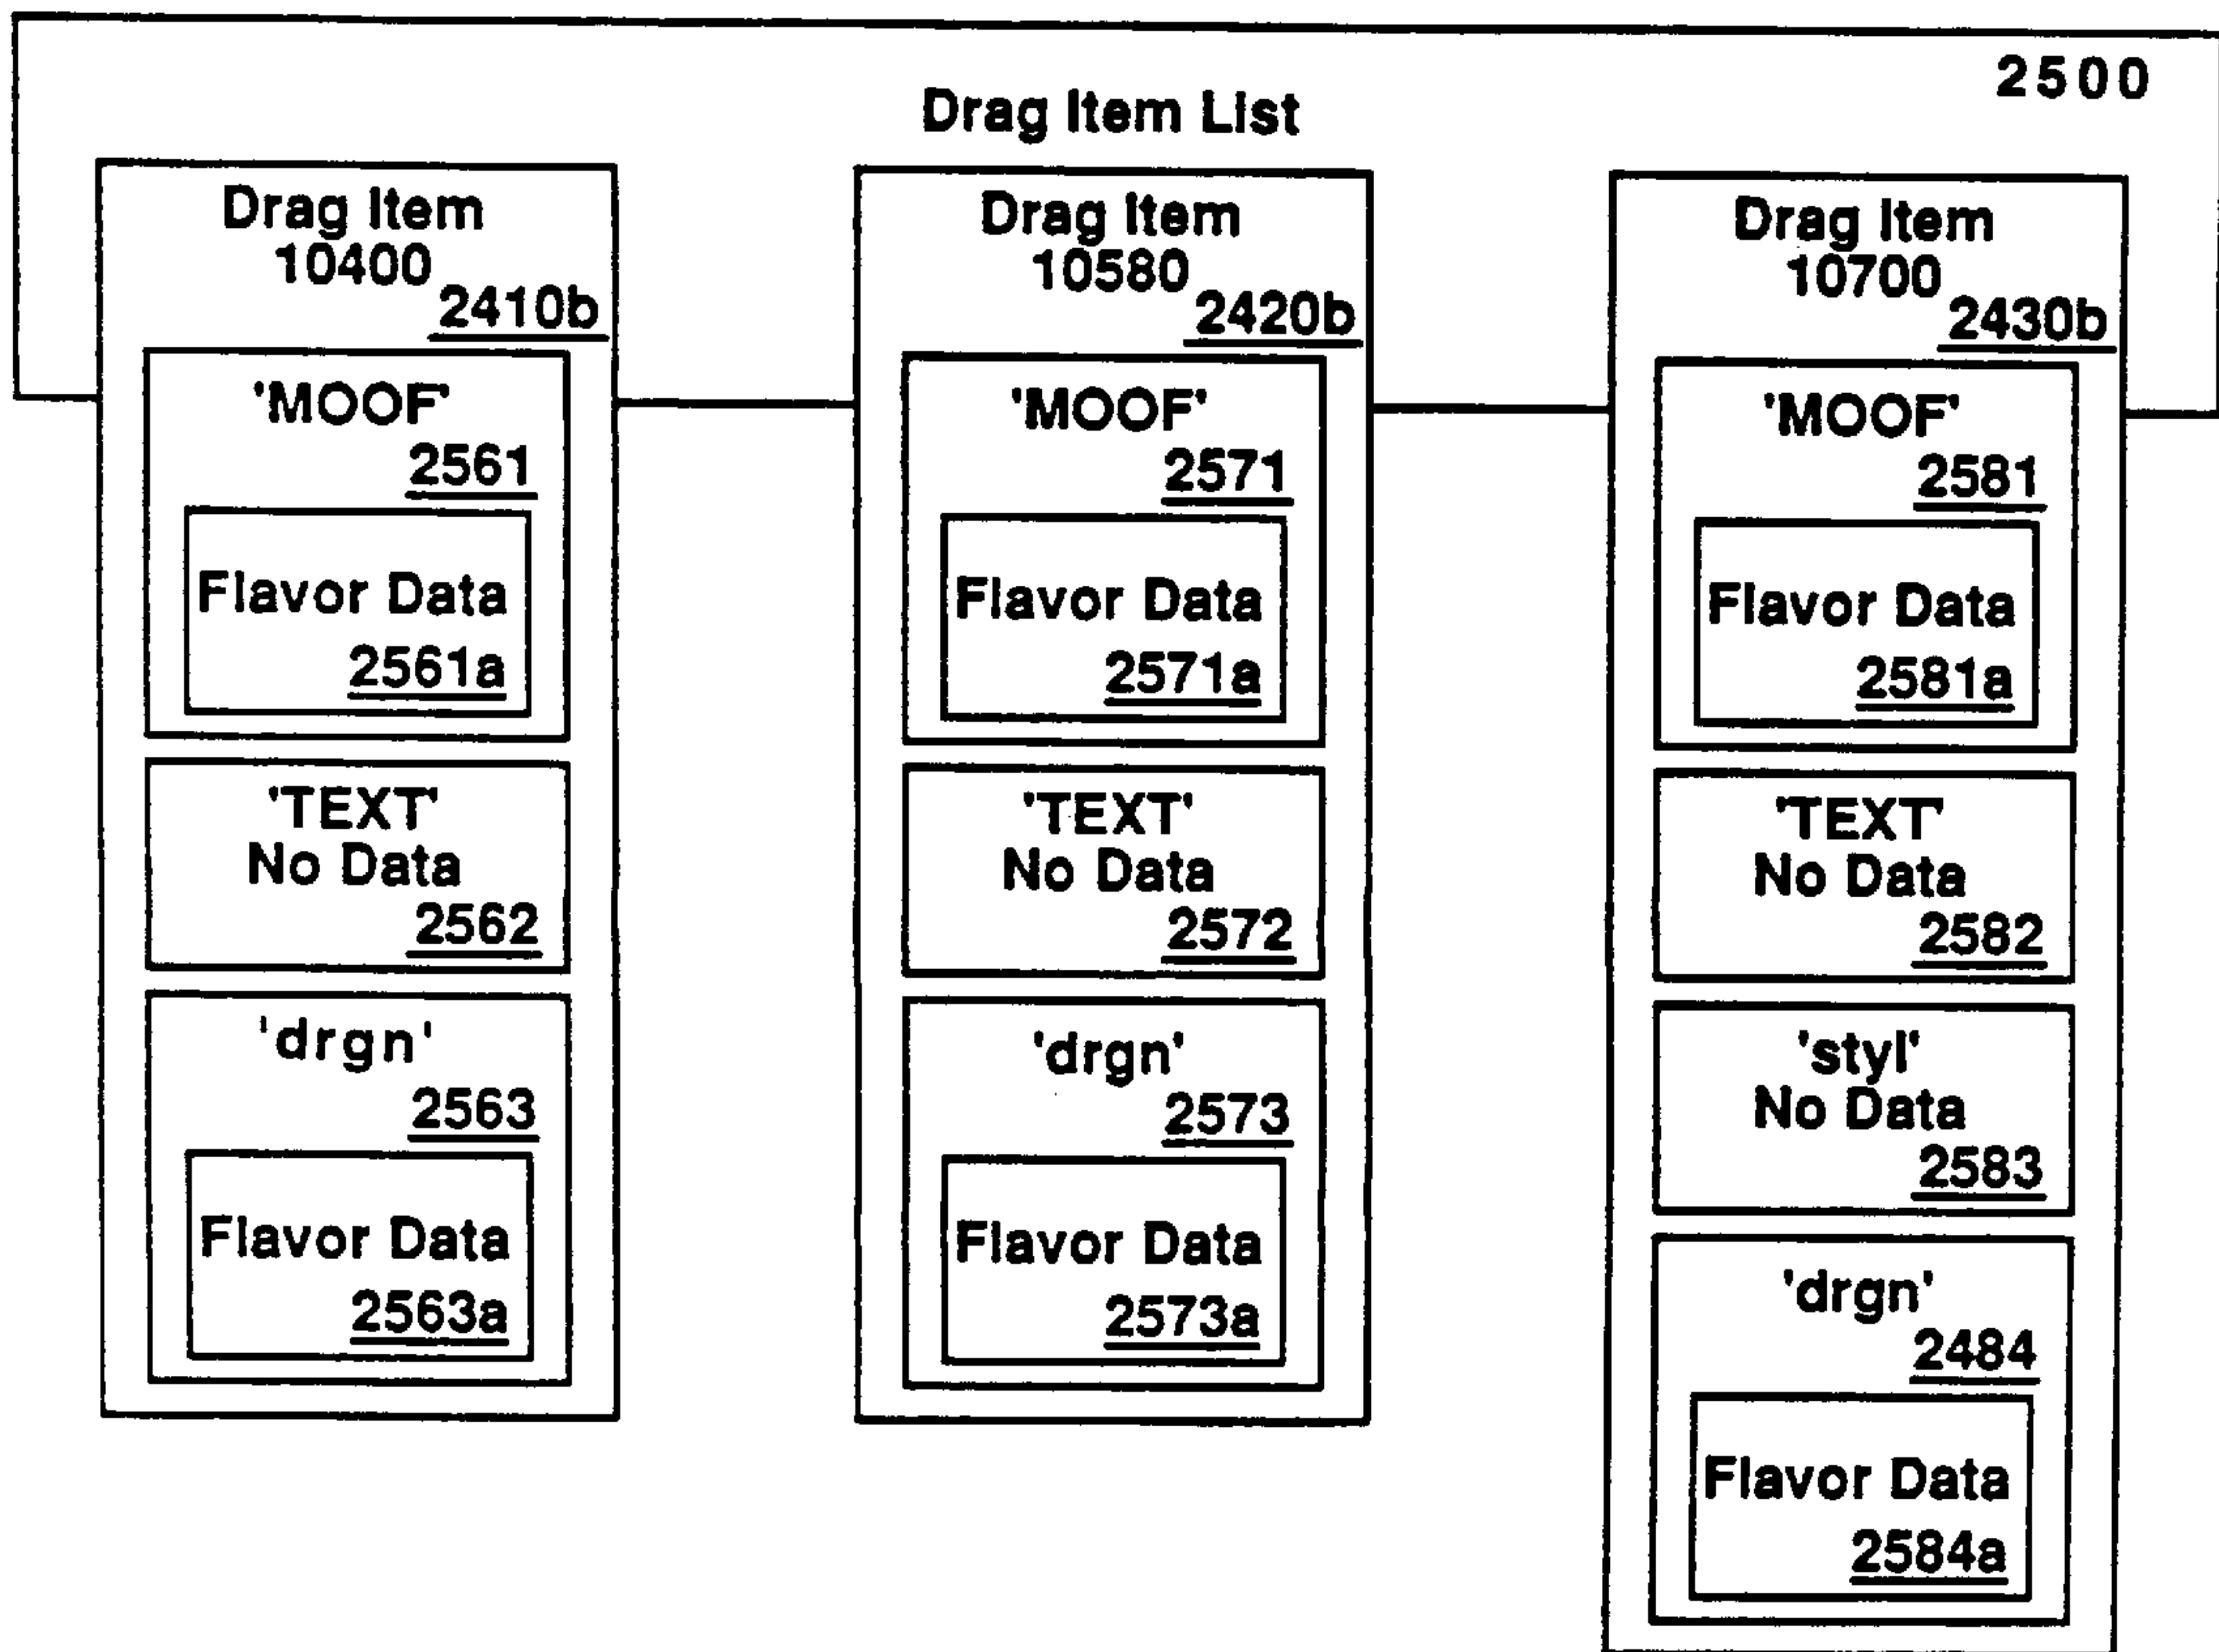 2500
Drag Item List
Drag Item
10400
2410b
'MOOF'
2561
Flavor Data
2561a
'TEXT'
No Data
2562
'drgn'
2563
Flavor Data
2563a
Drag Item
10580
2420b
'MOOF'
2571
Flavor Data
2571a
'TEXT'
No Data
2572
'drgn'
2573
Flavor Data
2573a
Drag Item
10700
2430b
'MOOF'
2581
Flavor Data
2581a
'TEXT'
No Data
2582
'styl'
No Data
2583
'drgn'
2484
Flavor Data
2584a